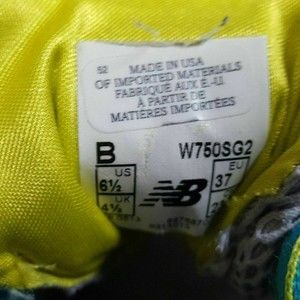 52
MADE IN USA
OF IMPORTED MATERIALS
FABRIQUÉ AUX É.-U.
À PARTIR DE
MATIÈRES IMPORTÉES
B W750SG2
US EU
6½ 37
UK
4½